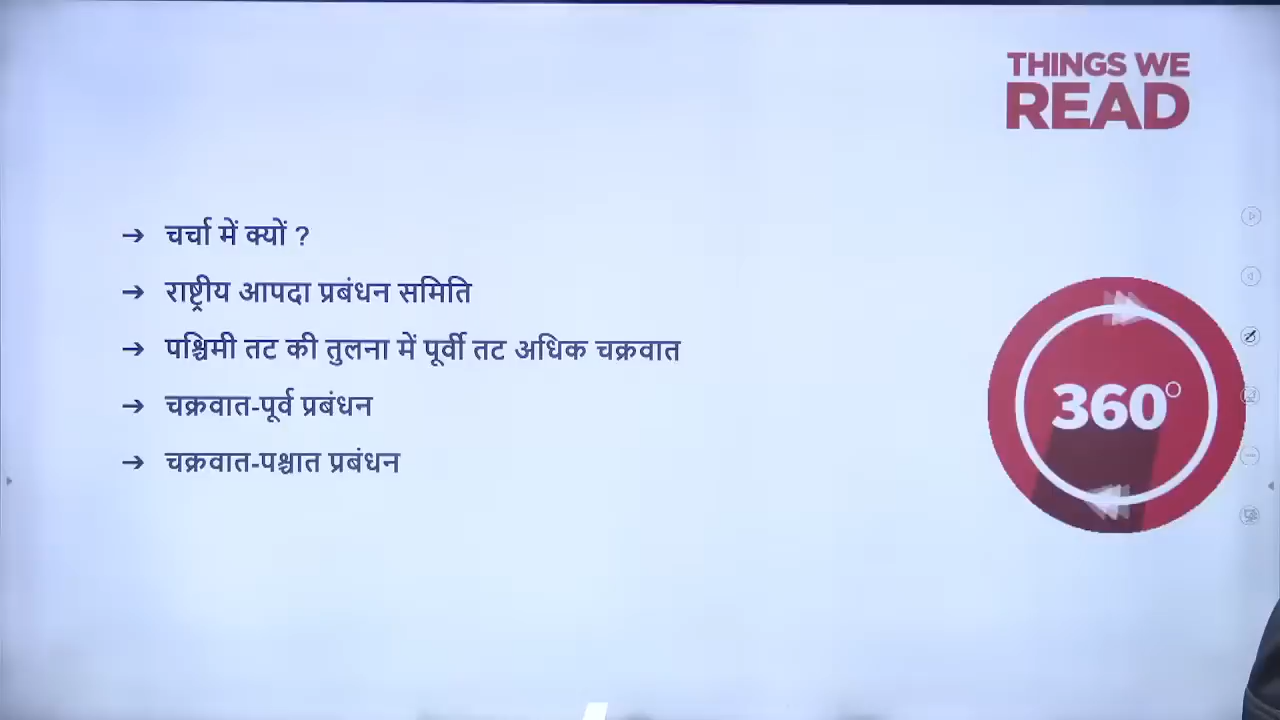 THINGS WE
READ
➔ चर्चा में क्यों ?
➔ राष्ट्रीय आपदा प्रबंधन समिति
➔ पश्चिमी तट की तुलना में पूर्वी तट अधिक चक्रवात
➔ चक्रवात-पूर्व प्रबंधन
➔ चक्रवात-पश्चात प्रबंधन
360°